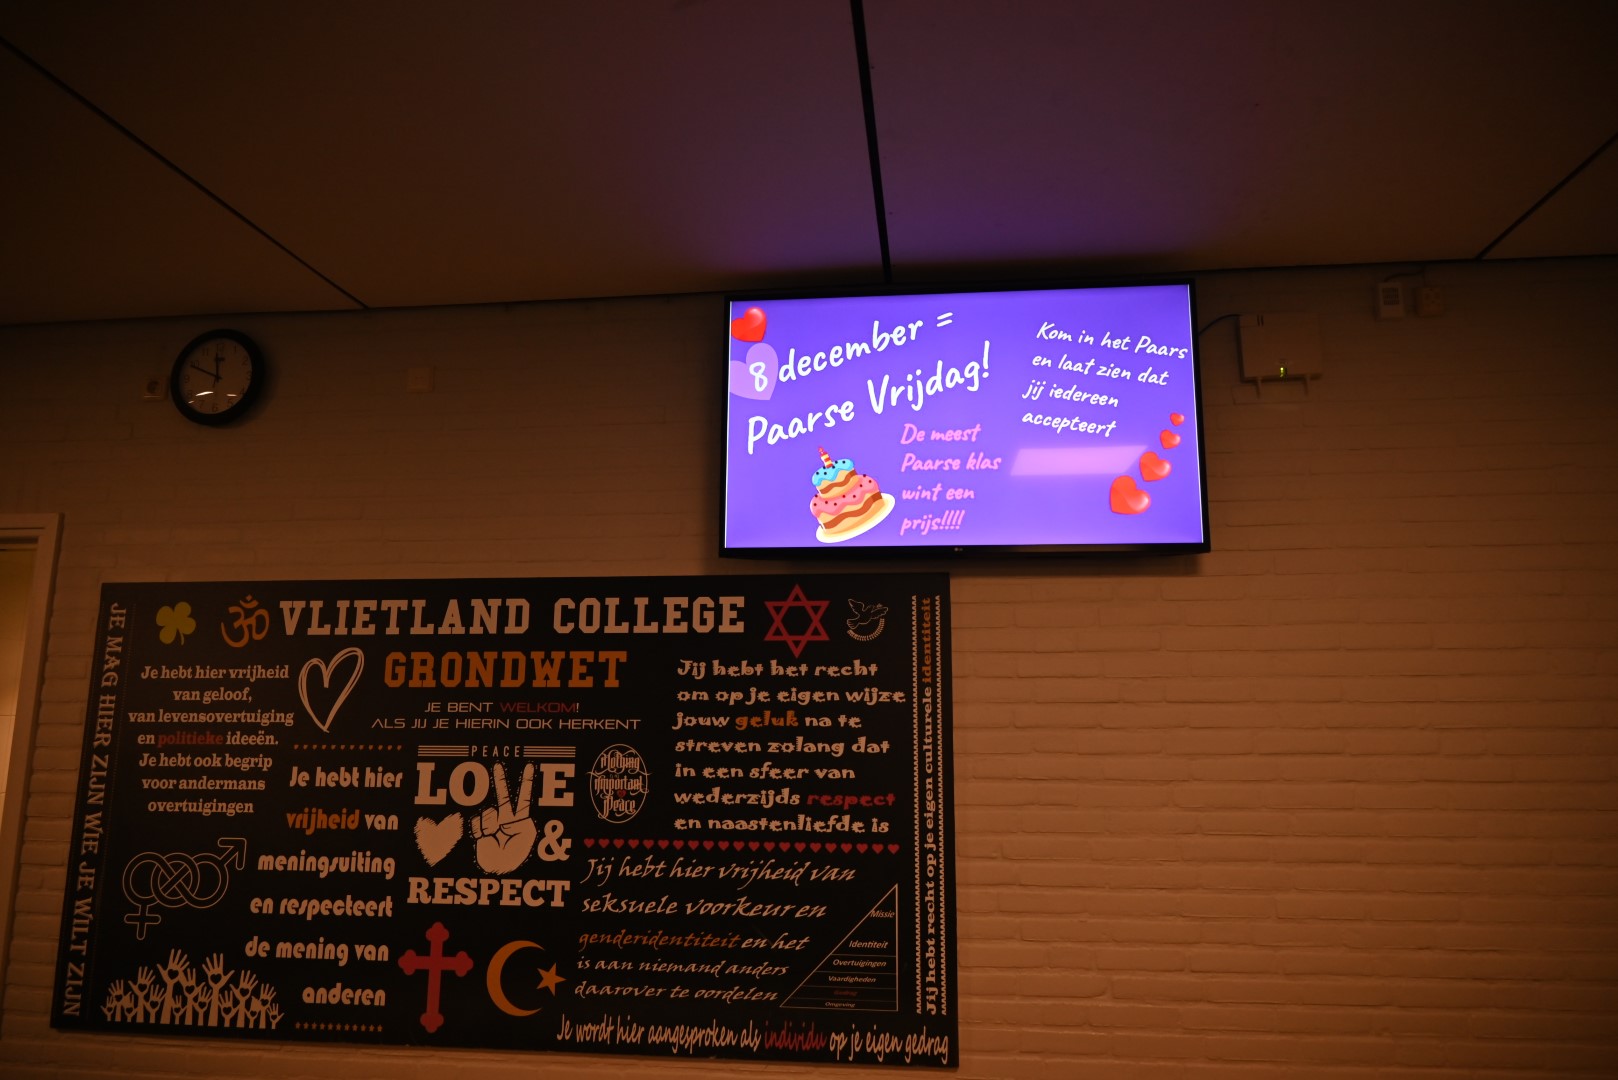 8 december =
Paarse Vrijdag!
Kom in het Paars
en laat zien dat
jij iedereen
accepteert
De meest
Paarse klas
wint een
prijs!!!!
LG
JE MAG HIER ZIJN WIE JE WILT ZIJN
VLIETLAND COLLEGE
GRONDWET
JE BENT WELKOM!
ALS JIJ JE HIERIN OOK HERKENT
Je hebt hier vrijheid
van geloof,
van levensovertuiging
en politieke ideeën.
Je hebt ook begrip
voor andermans
overtuigingen
Je hebt hier
vrijheid van
meningsuiting
en respecteert
de mening van
anderen
PEACE
LOVE
&
RESPECT
Nothing
Important
Peace
Jij hebt het recht
om op je eigen wijze
jouw geluk na te
streven zolang dat
in een sfeer van
wederzijds respect
en naastenliefde is
Jij hebt hier vrijheid van
seksuele voorkeur en
genderidentiteit en het
is aan niemand anders
daarover te oordelen
Missie
Identiteit
Overtuigingen
Vaardigheden
Gedrag
Omgeving
Je wordt hier aangesproken als individu op je eigen gedrag
Jij hebt recht op je eigen culturele identiteit